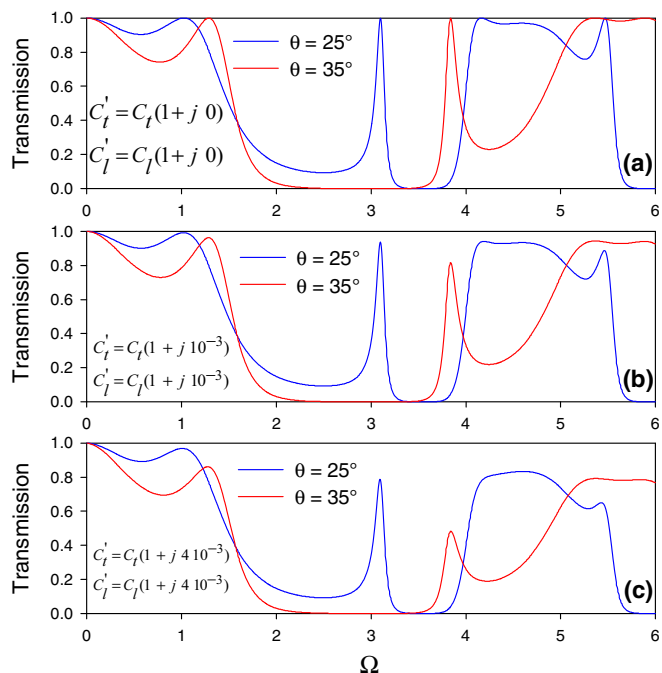 Transmission
1.0
0.8
0.6
0.4
0.2
0.0
θ = 25°
θ = 35°
C't = Ct(1 + j 0)
C'l = Cl(1 + j 0)
(a)
0 1 2 3 4 5 6
Transmission
1.0
0.8
0.6
0.4
0.2
0.0
θ = 25°
θ = 35°
C't = Ct(1 + j 10⁻³)
C'l = Cl(1 + j 10⁻³)
(b)
0 1 2 3 4 5 6
Transmission
1.0
0.8
0.6
0.4
0.2
0.0
θ = 25°
θ = 35°
C't = Ct(1 + j 4 10⁻³)
C'l = Cl(1 + j 4 10⁻³)
(c)
0 1 2 3 4 5 6
Ω